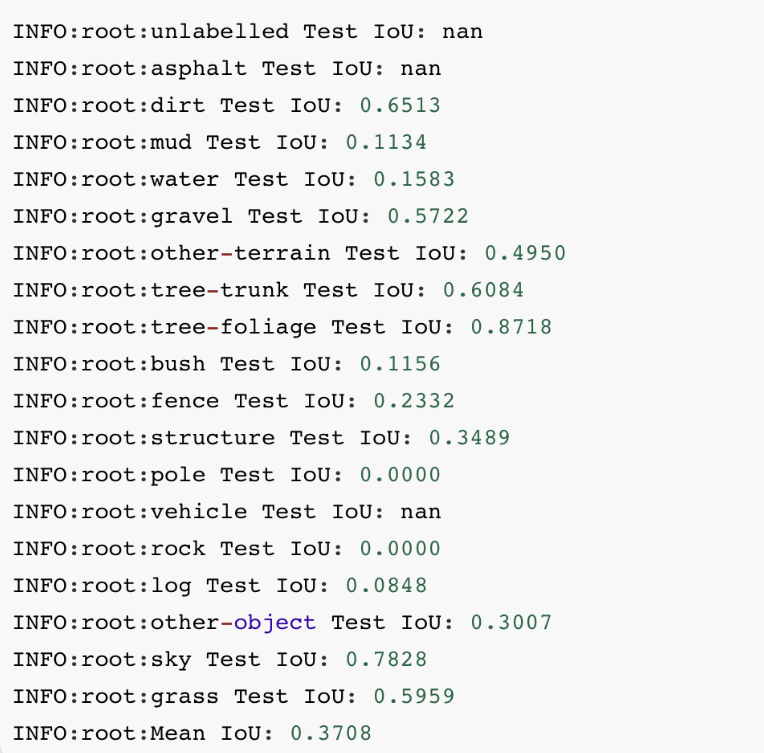 INFO:root:unlabelled Test IoU: nan
INFO:root:asphalt Test IoU: nan
INFO:root:dirt Test IoU: 0.6513
INFO:root:mud Test IoU: 0.1134
INFO:root:water Test IoU: 0.1583
INFO:root:gravel Test IoU: 0.5722
INFO:root:other-terrain Test IoU: 0.4950
INFO:root:tree-trunk Test IoU: 0.6084
INFO:root:tree-foliage Test IoU: 0.8718
INFO:root:bush Test IoU: 0.1156
INFO:root:fence Test IoU: 0.2332
INFO:root:structure Test IoU: 0.3489
INFO:root:pole Test IoU: 0.0000
INFO:root:vehicle Test IoU: nan
INFO:root:rock Test IoU: 0.0000
INFO:root:log Test IoU: 0.0848
INFO:root:other-object Test IoU: 0.3007
INFO:root:sky Test IoU: 0.7828
INFO:root:grass Test IoU: 0.5959
INFO:root:Mean IoU: 0.3708